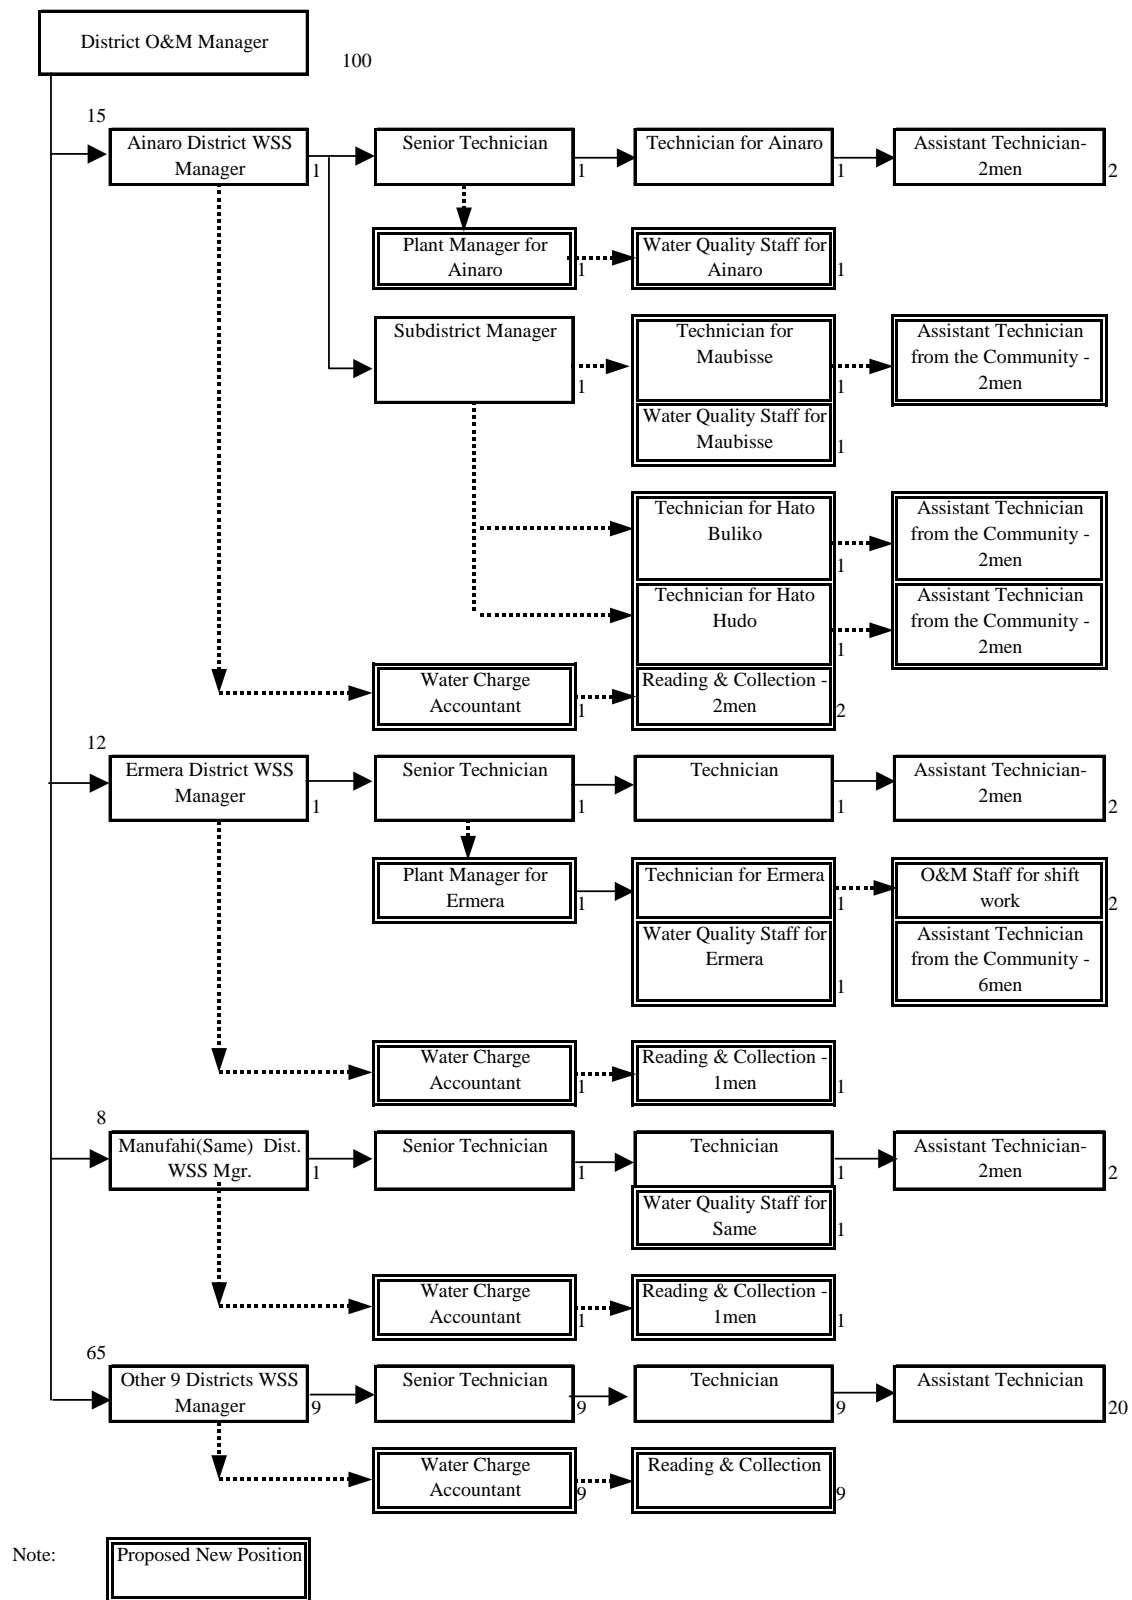 District O&M Manager
100
15
Ainaro District WSS
Manager
1
Senior Technician
1
Technician for Ainaro
1
Assistant Technician-
2men
2
Plant Manager for
Ainaro
1
Water Quality Staff for
Ainaro
1
Subdistrict Manager
1
Technician for
Maubisse
1
Assistant Technician
from the Community -
2men
Water Quality Staff for
Maubisse
1
Technician for Hato
Buliko
1
Assistant Technician
from the Community -
2men
Technician for Hato
Hudo
1
Assistant Technician
from the Community -
2men
Water Charge
Accountant
1
Reading & Collection -
2men
2
12
Ermera District WSS
Manager
1
Senior Technician
1
Technician
1
Assistant Technician-
2men
2
Plant Manager for
Ermera
1
Technician for Ermera
1
O&M Staff for shift
work
2
Water Quality Staff for
Ermera
1
Assistant Technician
from the Community -
6men
Water Charge
Accountant
1
Reading & Collection -
1men
1
8
Manufahi(Same) Dist.
WSS Mgr.
1
Senior Technician
1
Technician
1
Assistant Technician-
2men
2
Water Quality Staff for
Same
1
Water Charge
Accountant
1
Reading & Collection -
1men
1
65
Other 9 Districts WSS
Manager
9
Senior Technician
9
Technician
9
Assistant Technician
20
Water Charge
Accountant
9
Reading & Collection
9
Note:
Proposed New Position